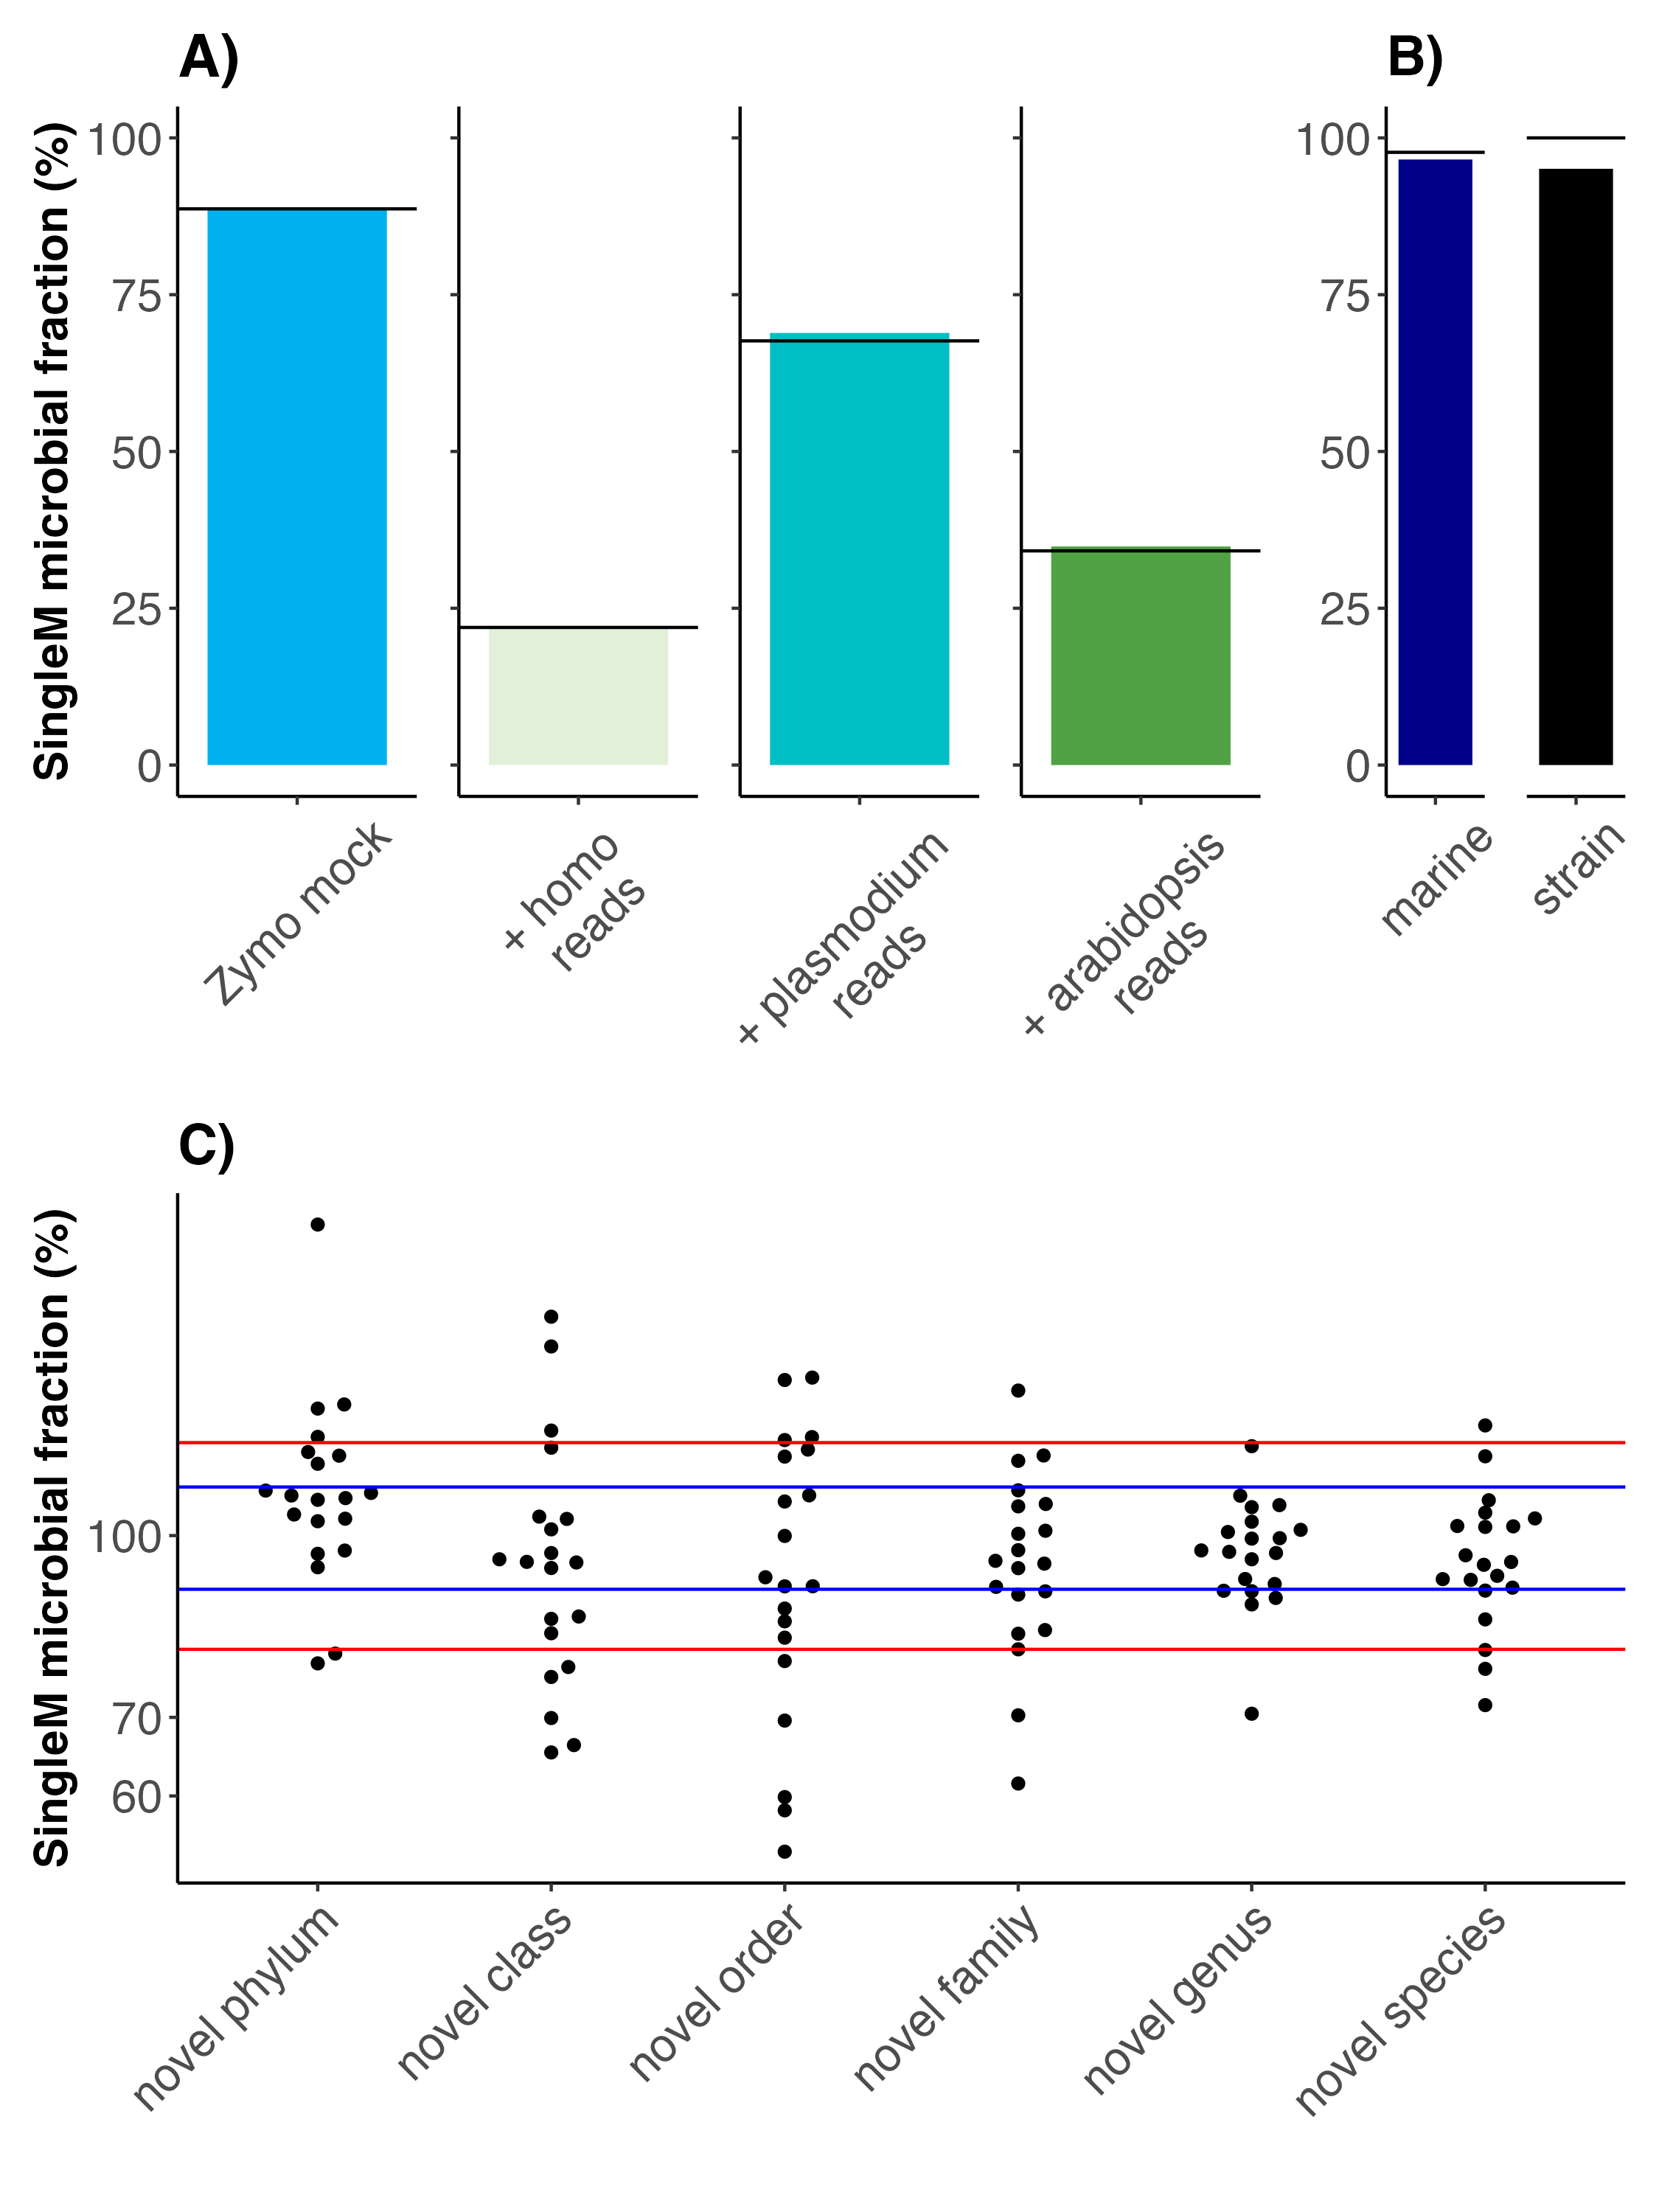 A)
B)
SingleM microbial fraction (%)
100
75
50
25
0
100
75
50
25
0
Zymo mock
+ homo
reads
+ plasmodium
reads
+ arabidopsis
reads
marine
strain
C)
SingleM microbial fraction (%)
100
70
60
novel phylum
novel class
novel order
novel family
novel genus
novel species